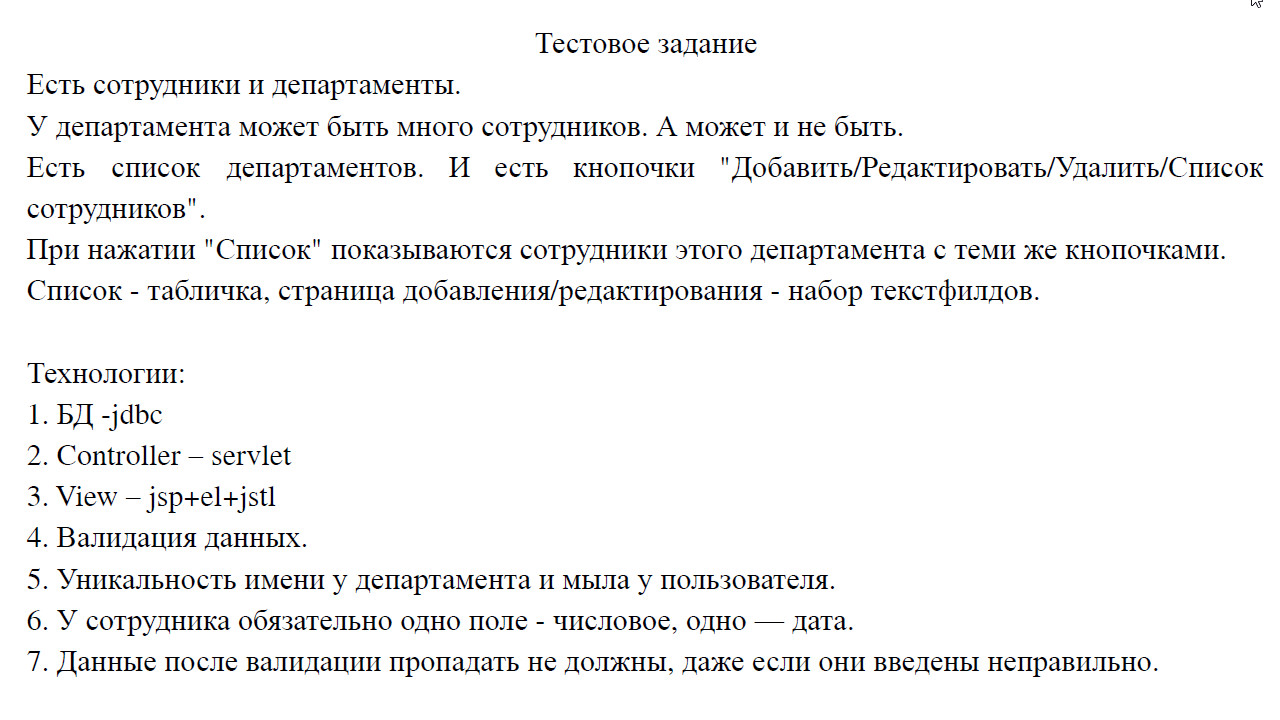 Тестовое задание
Есть сотрудники и департаменты.
У департамента может быть много сотрудников. А может и не быть.
Есть список департаментов. И есть кнопочки "Добавить/Редактировать/Удалить/Список
сотрудников".
При нажатии "Список" показываются сотрудники этого департамента с теми же кнопочками.
Список - табличка, страница добавления/редактирования - набор текстфилдов.
Технологии:
1. БД -jdbc
2. Controller – servlet
3. View – jsp+el+jstl
4. Валидация данных.
5. Уникальность имени у департамента и мыла у пользователя.
6. У сотрудника обязательно одно поле - числовое, одно — дата.
7. Данные после валидации пропадать не должны, даже если они введены неправильно.